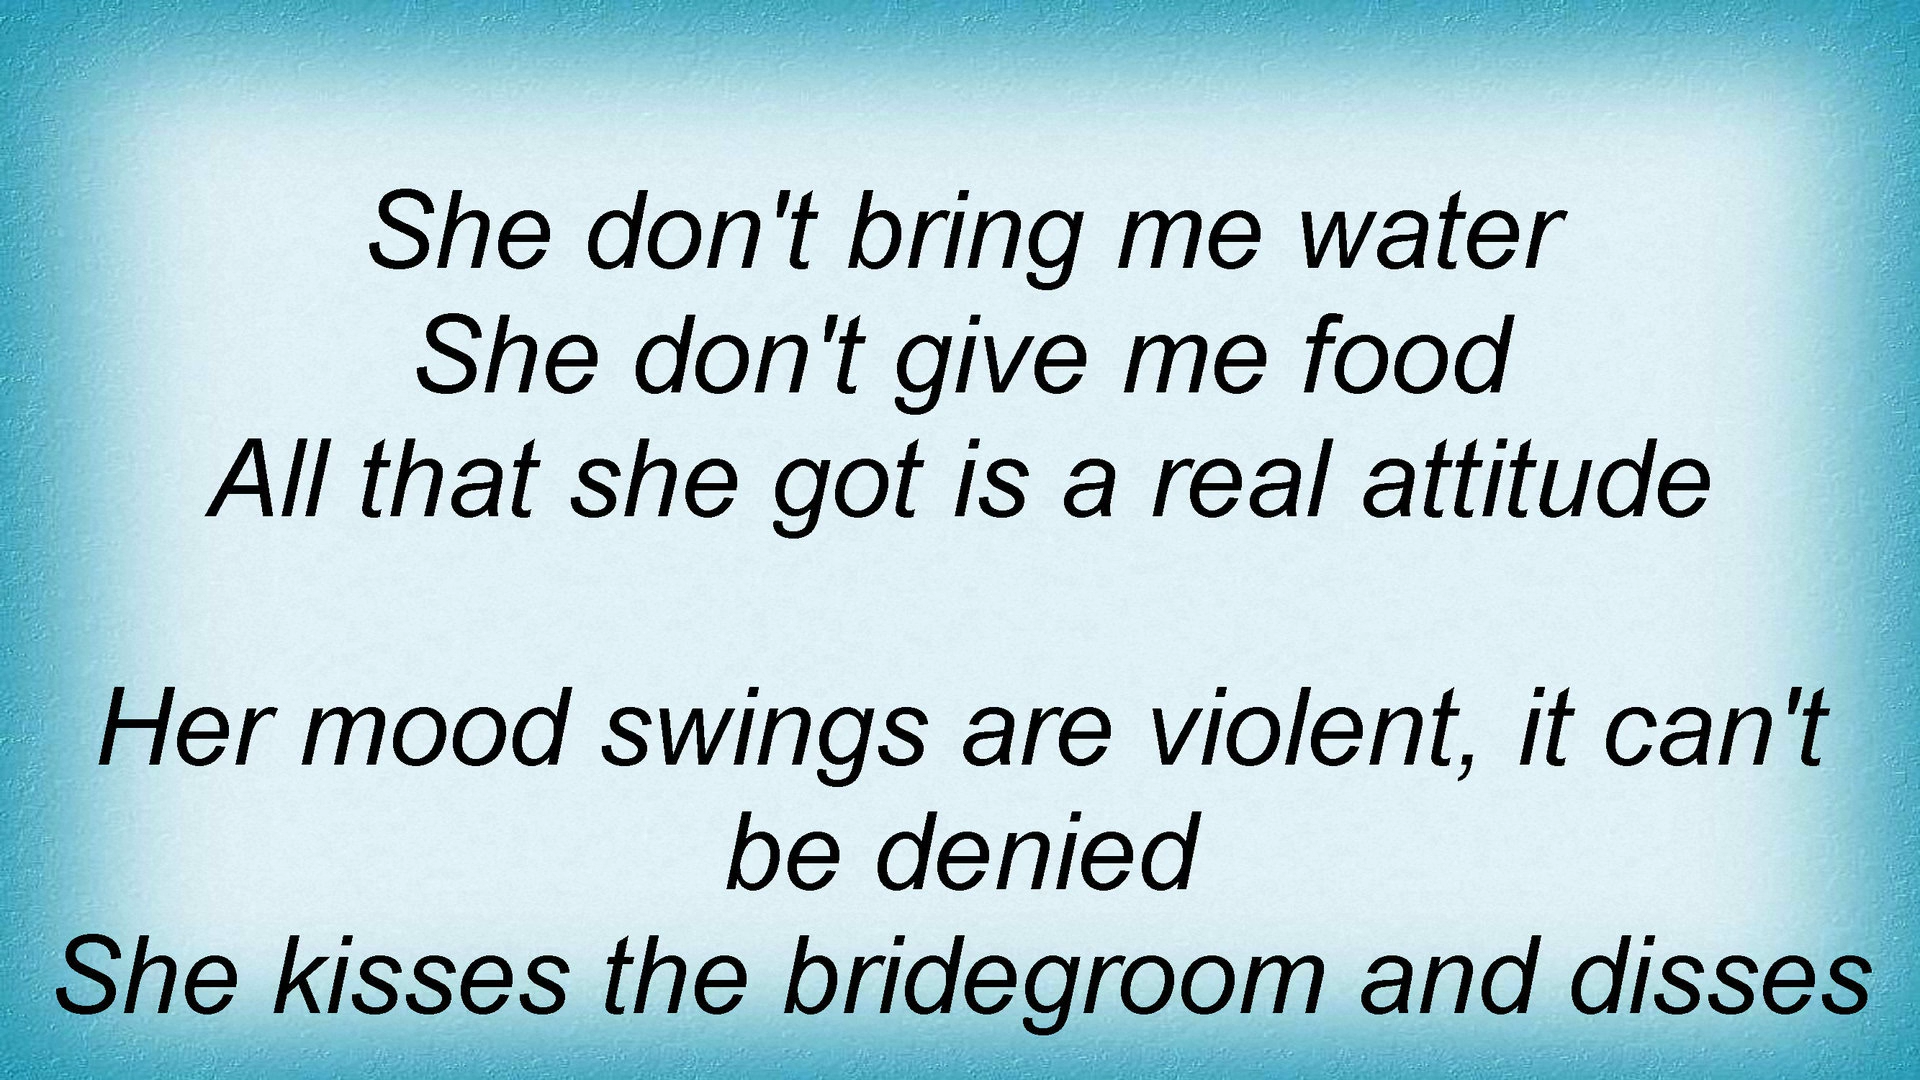 She don't bring me water
She don't give me food
All that she got is a real attitude
Her mood swings are violent, it can't
be denied
She kisses the bridegroom and disses